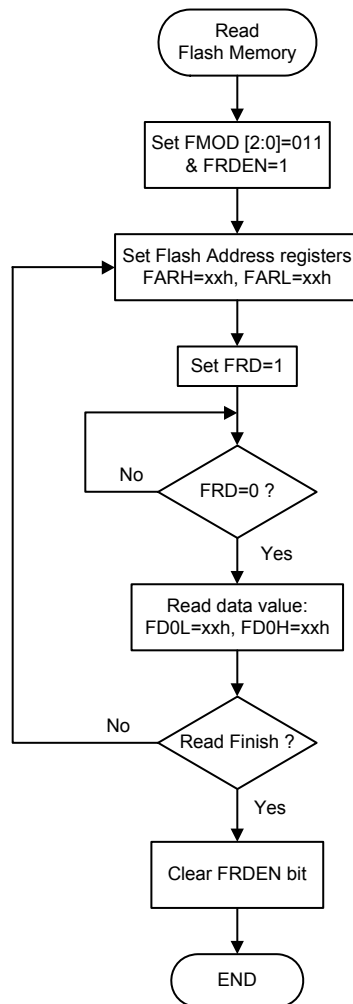 Read
Flash Memory
Set FMOD [2:0]=011
& FRDEN=1
Set Flash Address registers
FARH=xxh, FARL=xxh
Set FRD=1
No
FRD=0 ?
Yes
Read data value:
FD0L=xxh, FD0H=xxh
No
Read Finish ?
Yes
Clear FRDEN bit
END